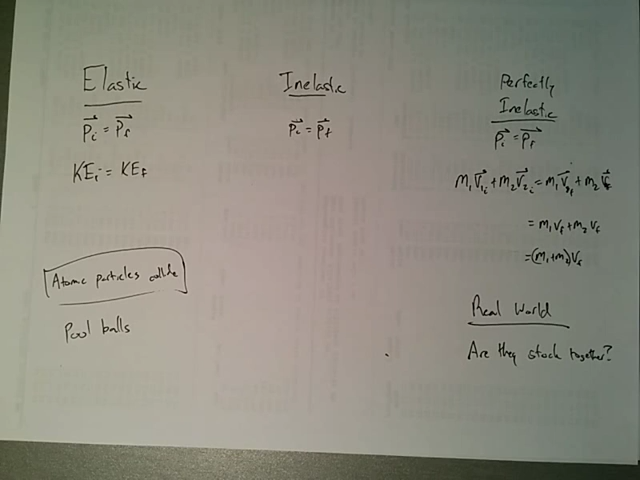 Elastic
p⃗i = p⃗f
KEi = KEf
Atomic particles collide
Pool balls
Inelastic
p⃗i = p⃗f
Perfectly
Inelastic
p⃗i = p⃗f
m₁v⃗₁i + m₂v⃗₂i = m₁v⃗ + m₂v⃗
= m₁vf + m₂vf
= (m₁+m₂)vf
Real World
Are they stuck together?